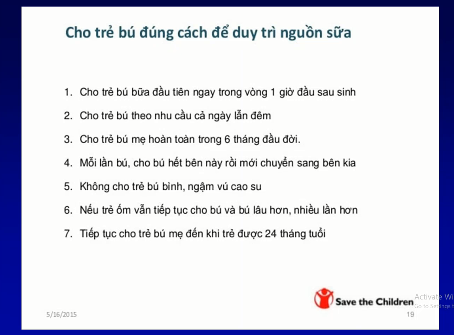 Cho trẻ bú đúng cách để duy trì nguồn sữa
1. Cho trẻ bú bữa đầu tiên ngay trong vòng 1 giờ đầu sau sinh
2. Cho trẻ bú theo nhu cầu cả ngày lẫn đêm
3. Cho trẻ bú mẹ hoàn toàn trong 6 tháng đầu đời.
4. Mỗi lần bú, cho bú hết bên này rồi mới chuyển sang bên kia
5. Không cho trẻ bú bình, ngậm vú cao su
6. Nếu trẻ ốm vẫn tiếp tục cho bú và bú lâu hơn, nhiều lần hơn
7. Tiếp tục cho trẻ bú mẹ đến khi trẻ được 24 tháng tuổi
Save the Children
Activate Wi
5/16/2015
19